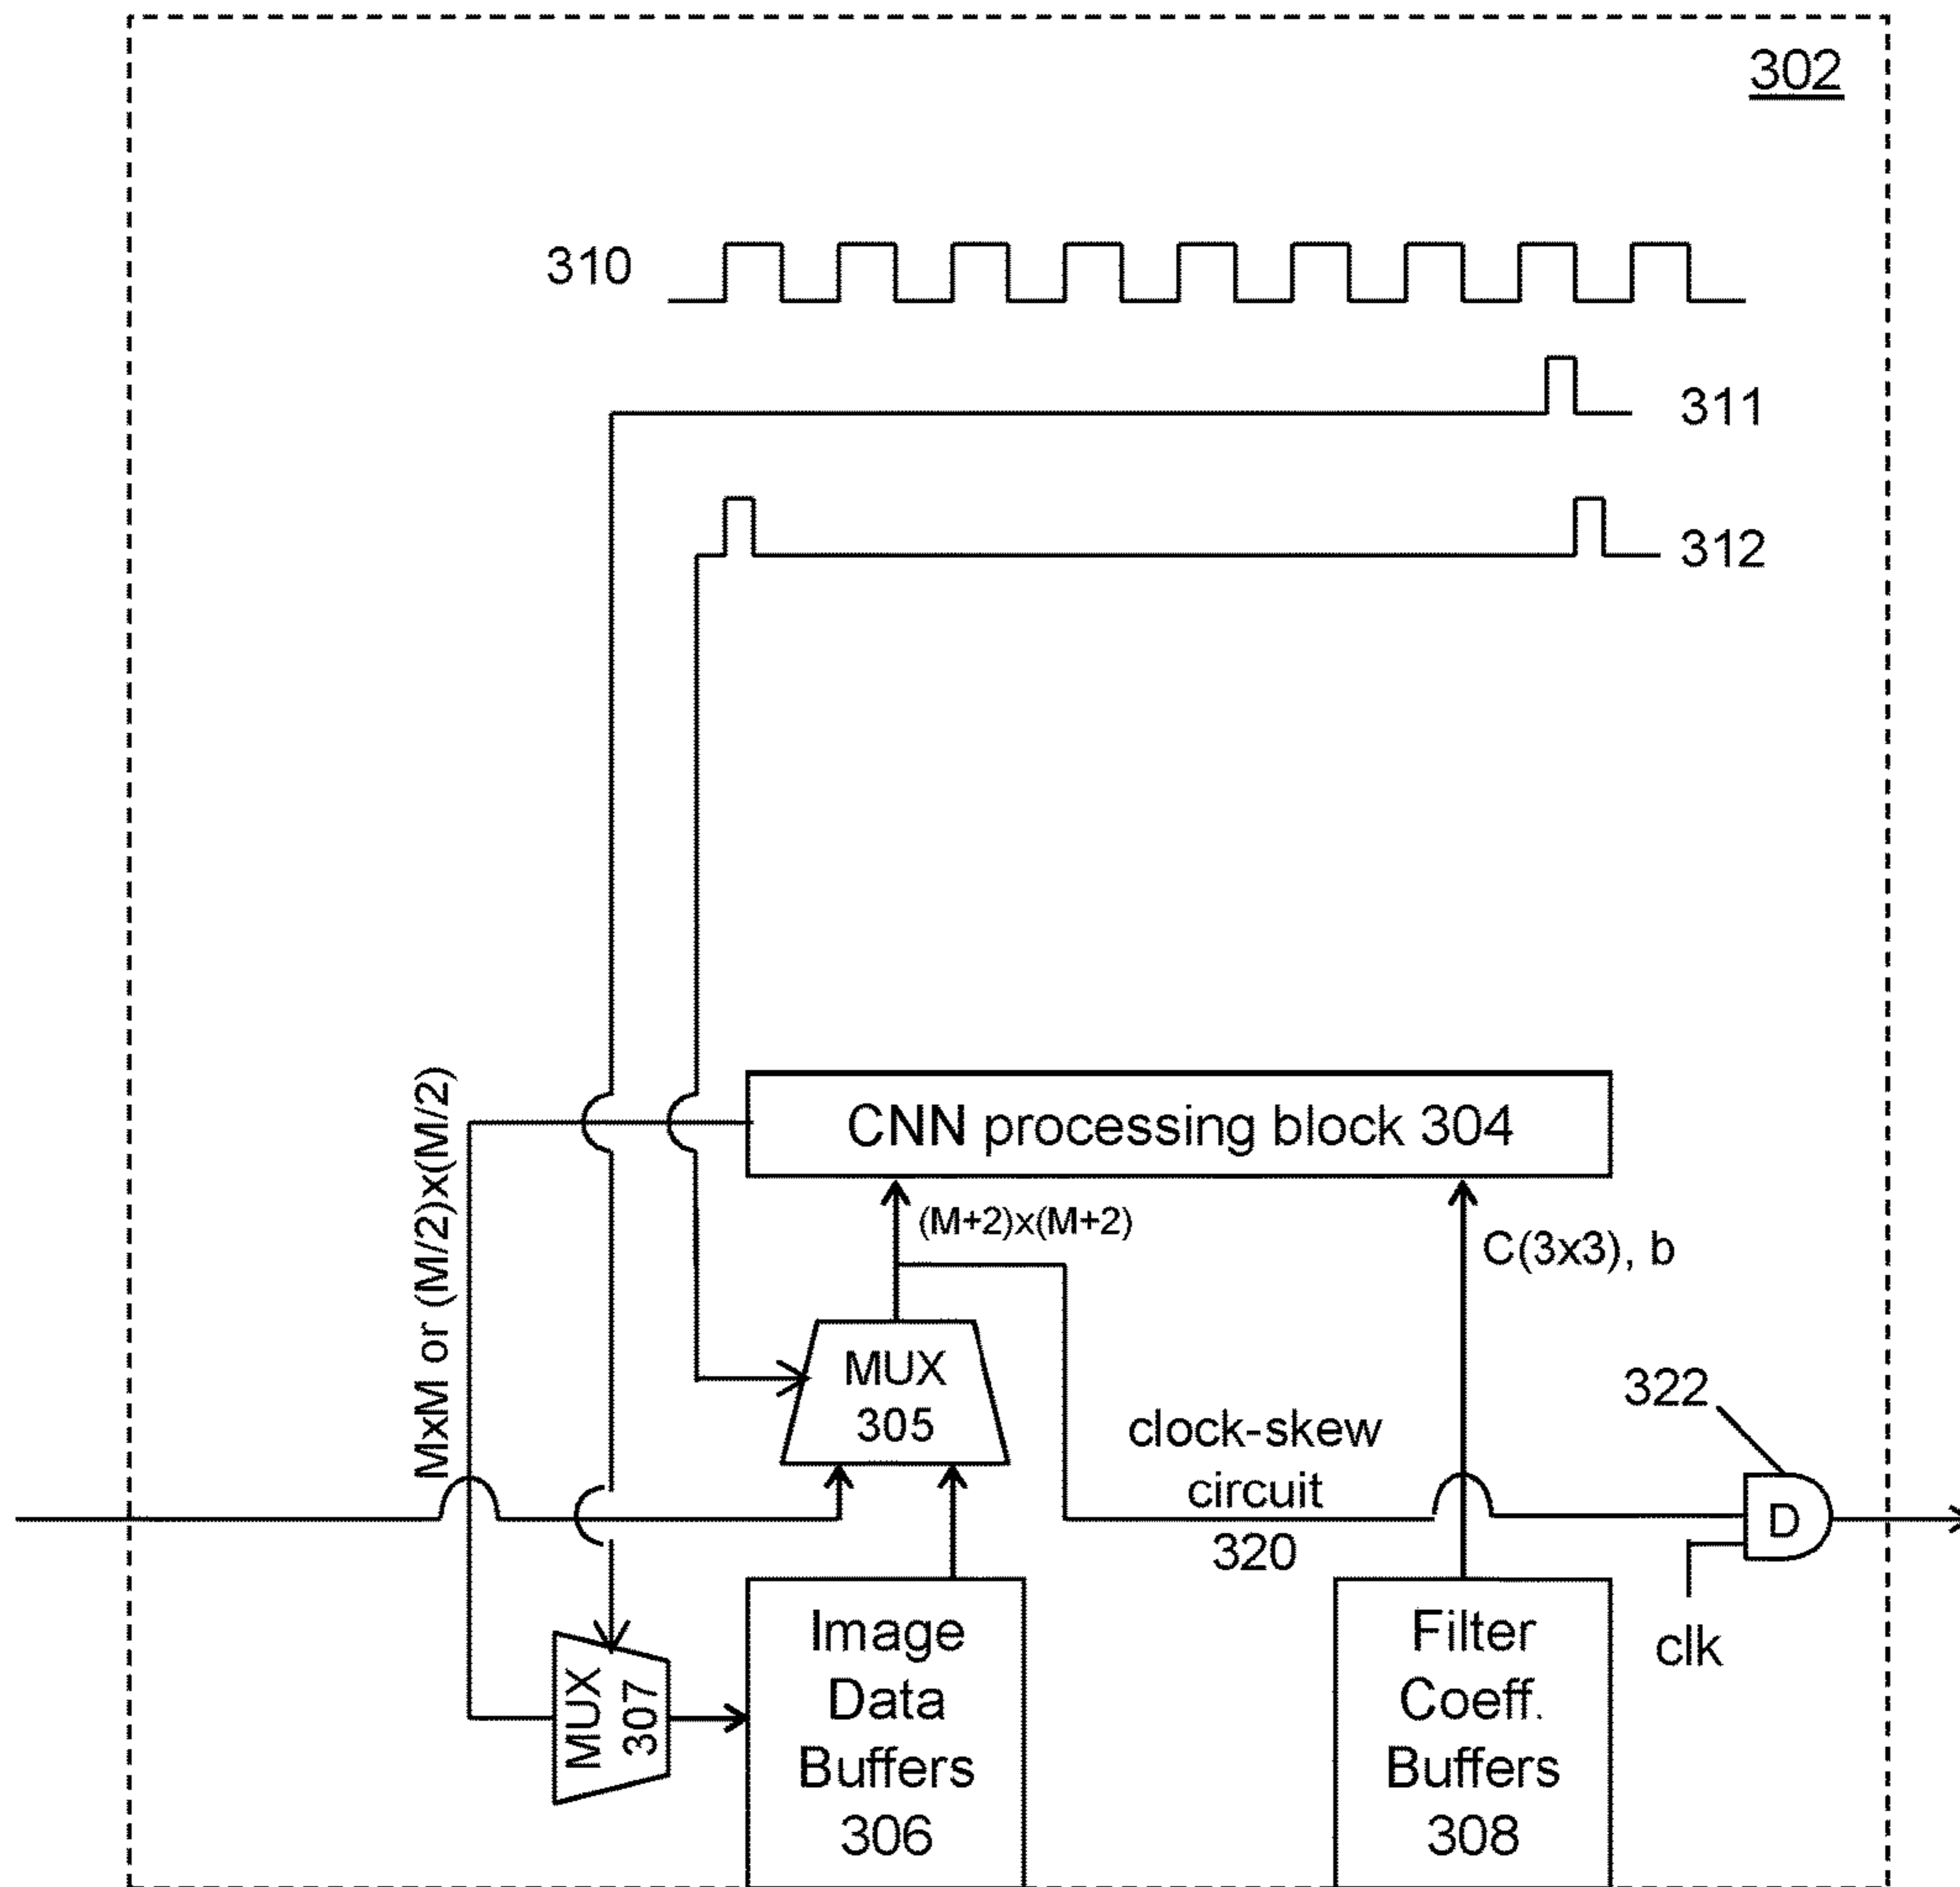 302
310
311
312
MxM or (M/2)x(M/2)
CNN processing block 304
(M+2)x(M+2)
C(3x3), b
MUX
305
322
clock-skew
circuit
320
D
clk
MUX
307
Image
Data
Buffers
306
Filter
Coeff.
Buffers
308